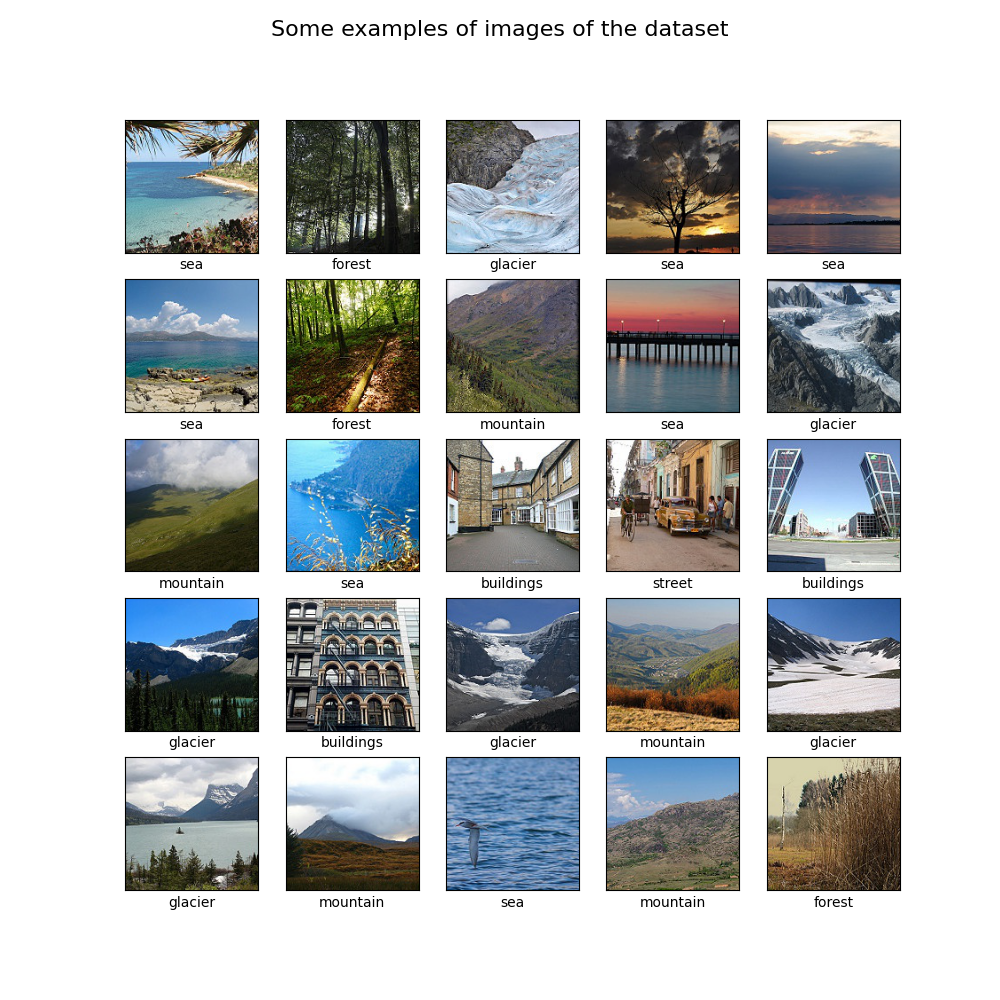 Some examples of images of the dataset
sea forest glacier sea sea
sea forest mountain sea glacier
mountain sea buildings street buildings
glacier buildings glacier mountain glacier
glacier mountain sea mountain forest